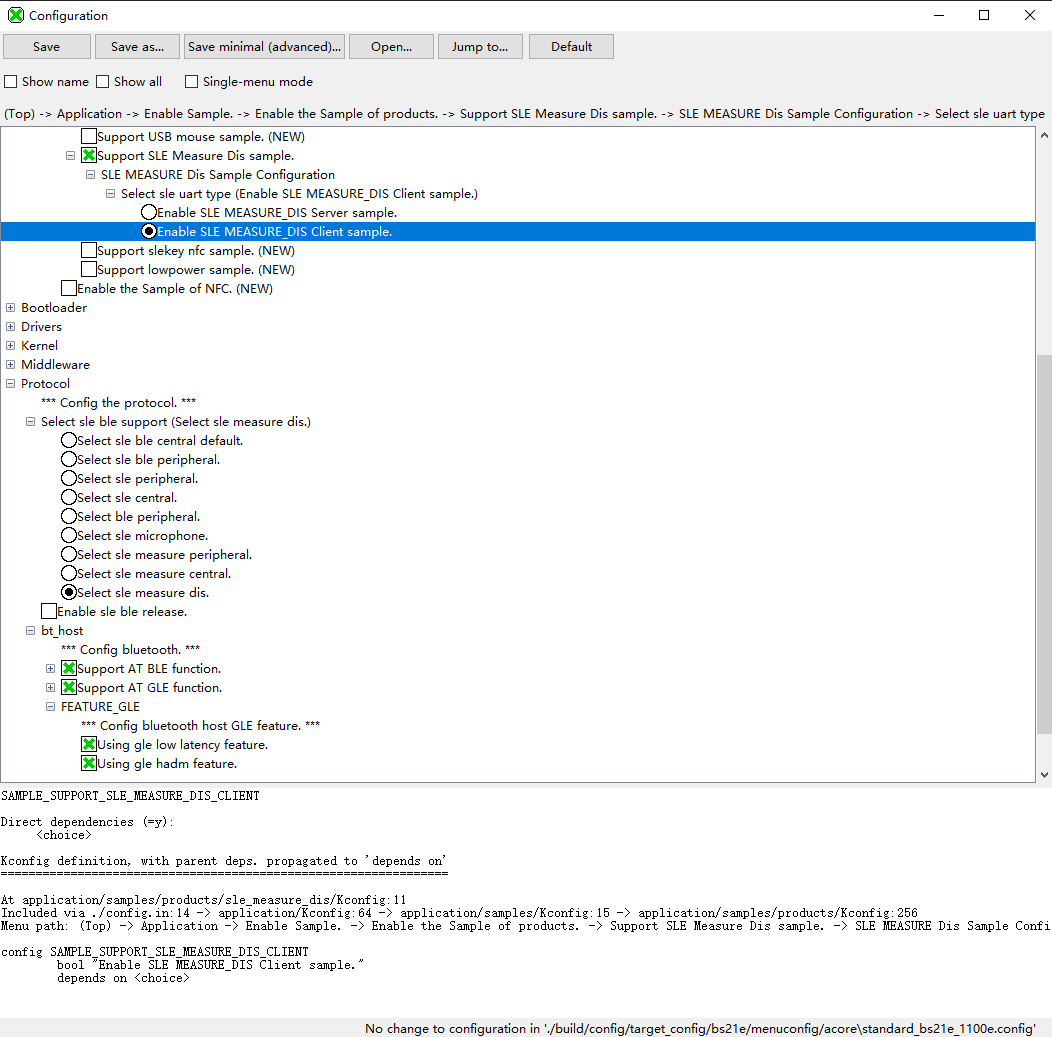 Configuration
Save Save as... Save minimal (advanced)... Open... Jump to... Default
Show name Show all Single-menu mode
(Top) -> Application -> Enable Sample. -> Enable the Sample of products. -> Support SLE Measure Dis sample. -> SLE MEASURE Dis Sample Configuration -> Select sle uart type
Support USB mouse sample. (NEW)
Support SLE Measure Dis sample.
SLE MEASURE Dis Sample Configuration
Select sle uart type (Enable SLE MEASURE_DIS Client sample.)
Enable SLE MEASURE_DIS Server sample.
Enable SLE MEASURE_DIS Client sample.
Support slekey nfc sample. (NEW)
Support lowpower sample. (NEW)
Enable the Sample of NFC. (NEW)
Bootloader
Drivers
Kernel
Middleware
Protocol
*** Config the protocol. ***
Select sle ble support (Select sle measure dis.)
Select sle ble central default.
Select sle ble peripheral.
Select sle peripheral.
Select sle central.
Select ble peripheral.
Select sle microphone.
Select sle measure peripheral.
Select sle measure central.
Select sle measure dis.
Enable sle ble release.
bt_host
*** Config bluetooth. ***
Support AT BLE function.
Support AT GLE function.
FEATURE_GLE
*** Config bluetooth host GLE feature. ***
Using gle low latency feature.
Using gle hadm feature.
SAMPLE_SUPPORT_SLE_MEASURE_DIS_CLIENT
Direct dependencies (=y):
<choice>
Kconfig definition, with parent deps. propagated to 'depends on'
================================================================
At application/samples/products/sle_measure_dis/Kconfig:11
Included via ./config.in:14 -> application/Kconfig:64 -> application/samples/Kconfig:15 -> application/samples/products/Kconfig:256
Menu path: (Top) -> Application -> Enable Sample. -> Enable the Sample of products. -> Support SLE Measure Dis sample. -> SLE MEASURE Dis Sample Confi
config SAMPLE_SUPPORT_SLE_MEASURE_DIS_CLIENT
bool "Enable SLE MEASURE_DIS Client sample."
depends on <choice>
No change to configuration in './build/config/target_config/bs21e/menuconfig/acore\standard_bs21e_1100e.config'